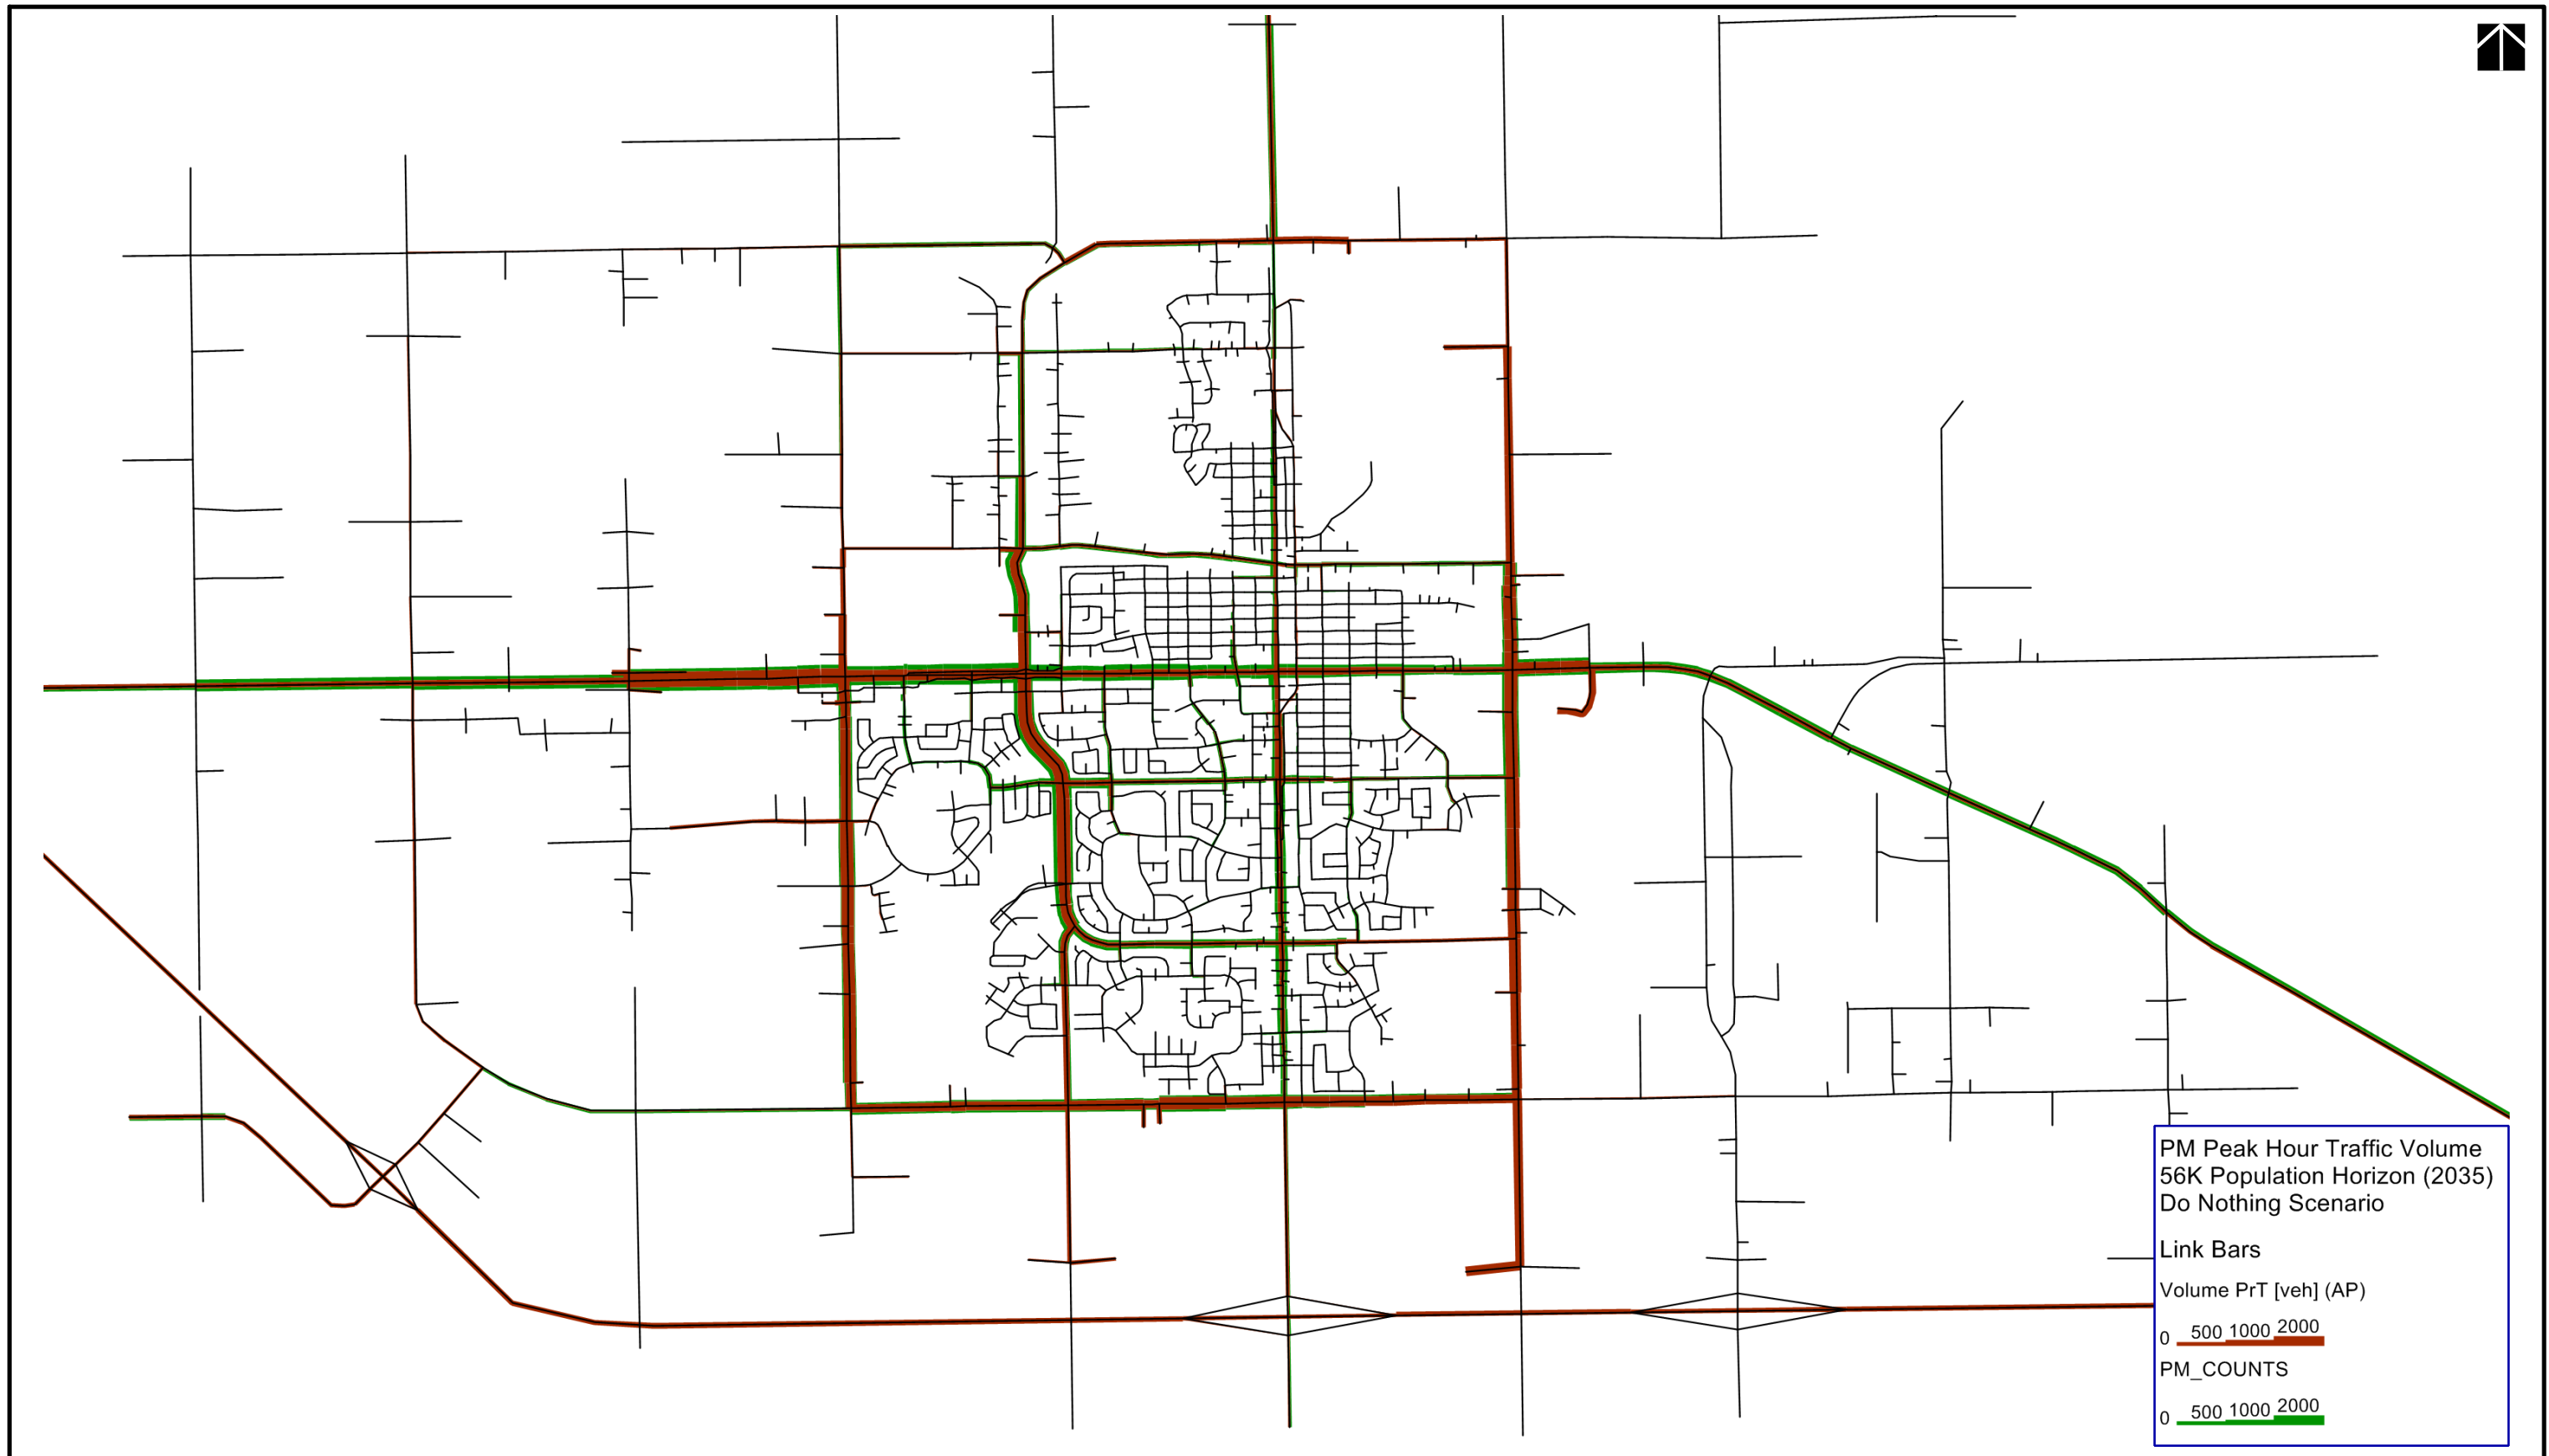 PM Peak Hour Traffic Volume
56K Population Horizon (2035)
Do Nothing Scenario
Link Bars
Volume PrT [veh] (AP)
0 500 1000 2000
PM_COUNTS
0 500 1000 2000